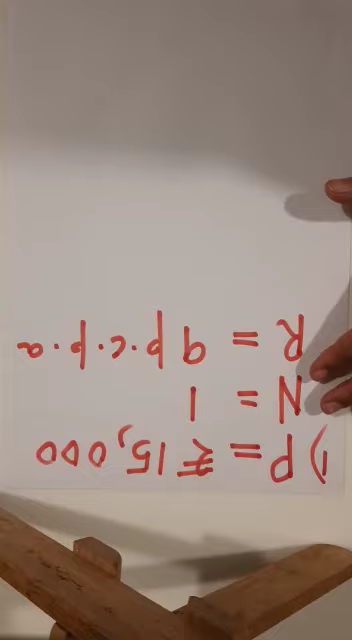 1) P = ₹ 15,000
N = 1
R = 9 p.c.p.a